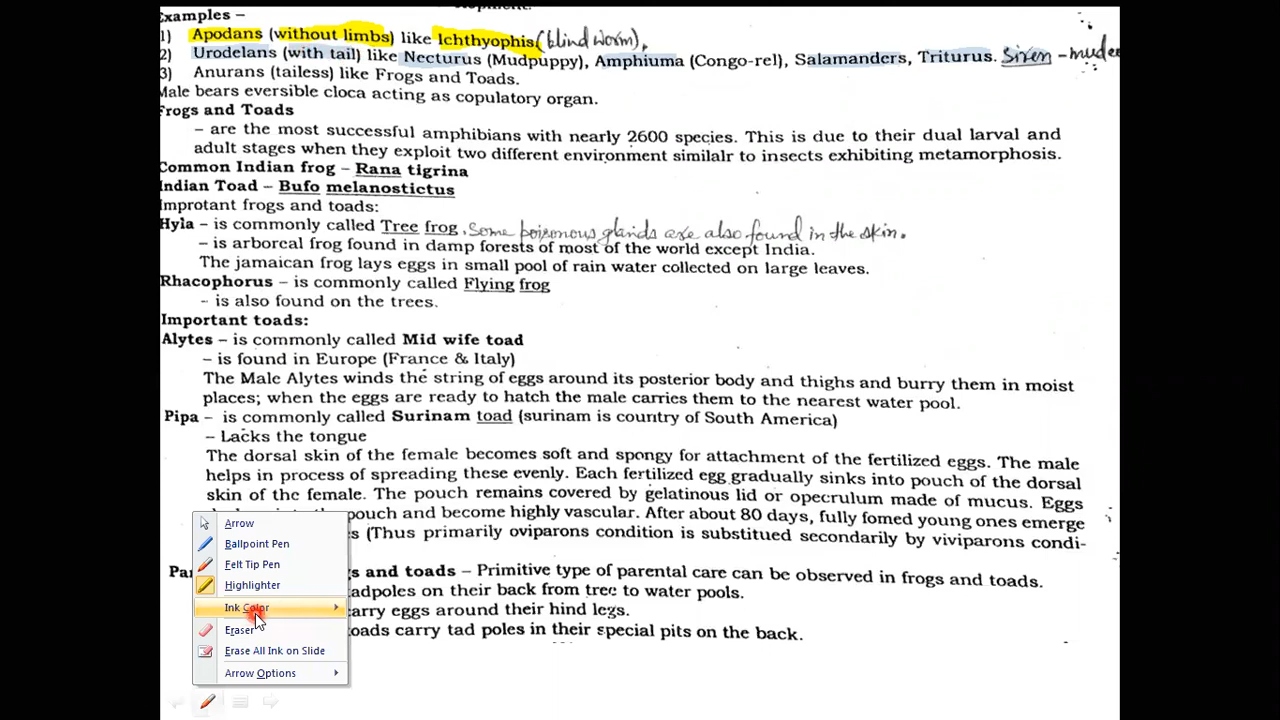 Examples –
1) Apodans (without limbs) like Ichthyophis (blind worm),
2) Urodelans (with tail) like Necturus (Mudpuppy), Amphiuma (Congo-rel), Salamanders, Triturus. Siren - mude
3) Anurans (tailess) like Frogs and Toads.
Male bears eversible cloca acting as copulatory organ.
Frogs and Toads
– are the most successful amphibians with nearly 2600 species. This is due to their dual larval and
adult stages when they exploit two different environment similalr to insects exhibiting metamorphosis.
Common Indian frog – Rana tigrina
Indian Toad – Bufo melanostictus
Improtant frogs and toads:
Hyla – is commonly called Tree frog. Some poisonous glands are also found in the skin.
– is arborcal frog found in damp forests of most of the world except India.
The jamaican frog lays eggs in small pool of rain water collected on large leaves.
Rhacophorus – is commonly called Flying frog
– is also found on the trees.
Important toads:
Alytes – is commonly called Mid wife toad
– is found in Europe (France & Italy)
The Male Alytes winds the string of eggs around its posterior body and thighs and burry them in moist
places; when the eggs are ready to hatch the male carries them to the nearest water pool.
Pipa – is commonly called Surinam toad (surinam is country of South America)
– Lacks the tongue
The dorsal skin of the female becomes soft and spongy for attachment of the fertilized eggs. The male
helps in process of spreading these evenly. Each fertilized egg gradually sinks into pouch of the dorsal
skin of the female. The pouch remains covered by gelatinous lid or opecrulum made of mucus. Eggs
pouch and become highly vascular. After about 80 days, fully fomed young ones emerge
s (Thus primarily oviparons condition is substitued secondarily by viviparons condi-
Pa gs and toads – Primitive type of parental care can be observed in frogs and toads.
adpoles on their back from tree to water pools.
arry eggs around their hind legs.
toads carry tad poles in their special pits on the back.
Arrow
Ballpoint Pen
Felt Tip Pen
Highlighter
Ink Color
Eraser
Erase All Ink on Slide
Arrow Options